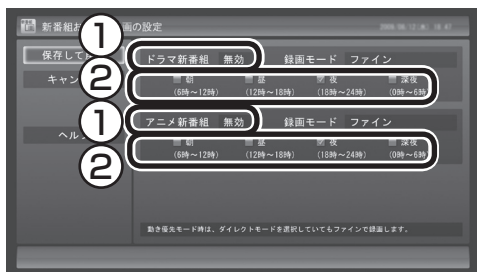 新番組お 画の設定
保存して
ドラマ新番組 無効 録画モード ファイン
キャン
朝 昼 夜 深夜
(6時~12時) (12時~18時) (18時~24時) (0時~6時)
アニメ新番組 無効 録画モード ファイン
ヘル
朝 昼 夜 深夜
(6時~12時) (12時~18時) (18時~24時) (0時~6時)
動き優先モード時は、ダイレクトモードを選択していてもファインで録画します。
1
2
1
2